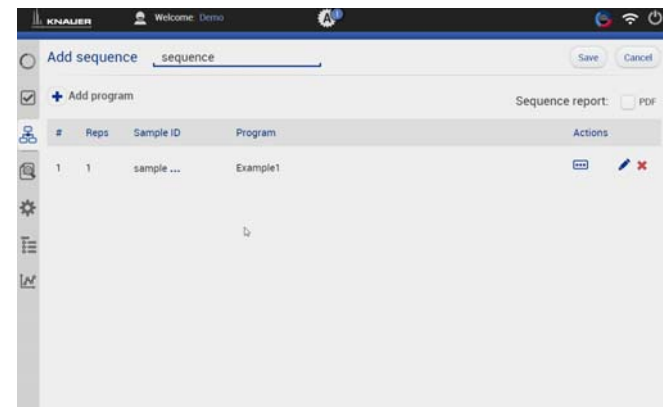 KNAUER Welcome: Demo
Add sequence sequence Save Cancel
Add program
Sequence report: PDF
# Reps Sample ID Program Actions
1 1 sample ... Example1